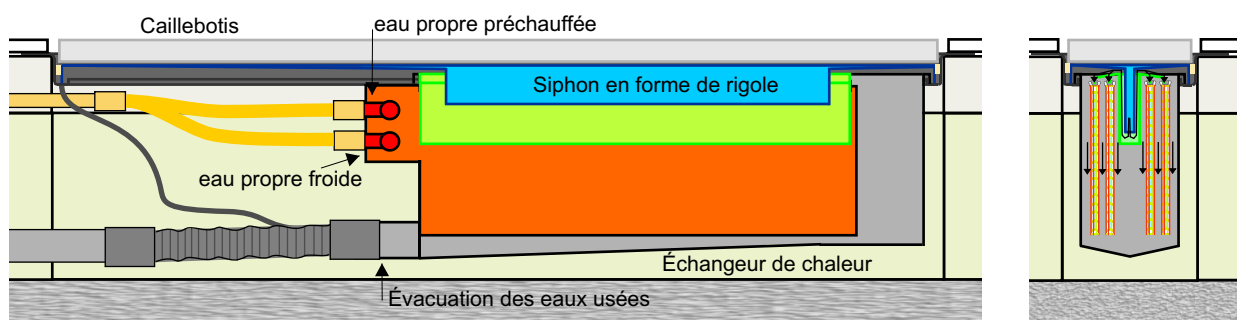 Caillebotis
eau propre préchauffée
Siphon en forme de rigole
eau propre froide
Échangeur de chaleur
Évacuation des eaux usées